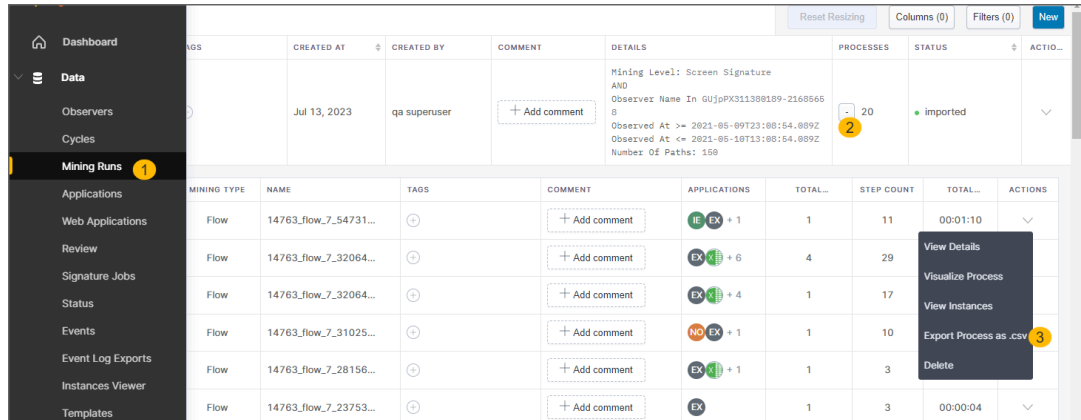 Reset Resizing
Columns (0)
Filters (0)
New
Dashboard
Data
Observers
Cycles
Mining Runs
1
Applications
Web Applications
Review
Signature Jobs
Status
Events
Event Log Exports
Instances Viewer
Templates
AGS
CREATED AT
CREATED BY
COMMENT
DETAILS
PROCESSES
STATUS
ACTIO...
Jul 13, 2023
qa superuser
+ Add comment
Mining Level: Screen Signature
AND
Observer Name In GUjpPX311380189-2168565
8
Observed At >= 2021-05-09T23:08:54.089Z
Observed At <= 2021-05-10T13:08:54.089Z
Number Of Paths: 150
- 20
2
imported
MINING TYPE
NAME
TAGS
COMMENT
APPLICATIONS
TOTAL...
STEP COUNT
TOTAL...
ACTIONS
Flow 14763_flow_7_54731... + Add comment IE EX + 1 1 11 00:01:10
Flow 14763_flow_7_32064... + Add comment EX X + 6 4 29
Flow 14763_flow_7_32064... + Add comment EX X + 4 1 17
Flow 14763_flow_7_31025... + Add comment NO EX + 1 1 10
Flow 14763_flow_7_28156... + Add comment EX X + 1 1 3
Flow 14763_flow_7_23753... + Add comment EX 1 3 00:00:04
View Details
Visualize Process
View Instances
Export Process as .csv
3
Delete